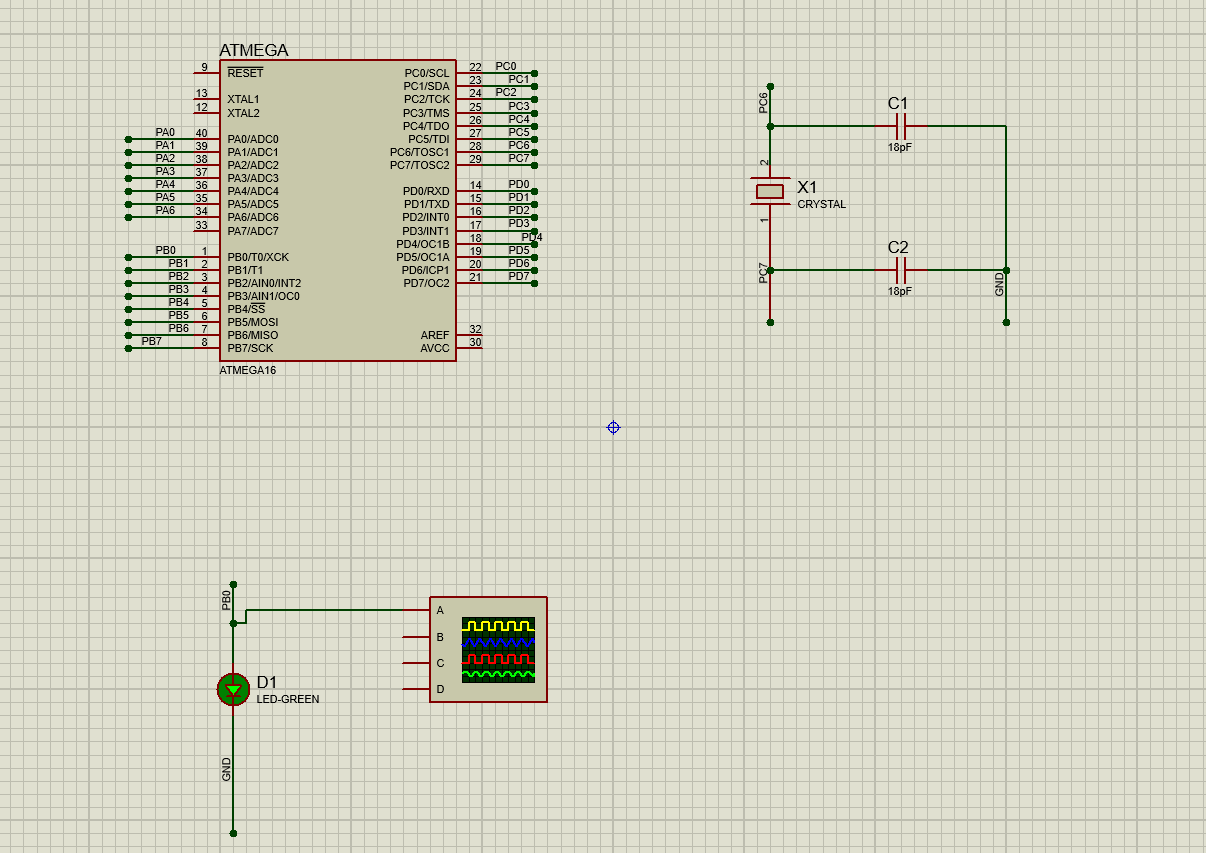 ATMEGA
9 RESET PC0/SCL 22 PC0
PC1/SDA 23 PC1
13 XTAL1 PC2/TCK 24 PC2
12 XTAL2 PC3/TMS 25 PC3
PC4/TDO 26 PC4
PA0 40 PA0/ADC0 PC5/TDI 27 PC5
PA1 39 PA1/ADC1 PC6/TOSC1 28 PC6
PA2 38 PA2/ADC2 PC7/TOSC2 29 PC7
PA3 37 PA3/ADC3
PA4 36 PA4/ADC4 PD0/RXD 14 PD0
PA5 35 PA5/ADC5 PD1/TXD 15 PD1
PA6 34 PA6/ADC6 PD2/INT0 16 PD2
33 PA7/ADC7 PD3/INT1 17 PD3
PD4/OC1B 18 PD4
PB0 1 PB0/T0/XCK PD5/OC1A 19 PD5
PB1 2 PB1/T1 PD6/ICP1 20 PD6
PB2 3 PB2/AIN0/INT2 PD7/OC2 21 PD7
PB3 4 PB3/AIN1/OC0
PB4 5 PB4/SS
PB5 6 PB5/MOSI
PB6 7 PB6/MISO AREF 32
PB7 8 PB7/SCK AVCC 30
ATMEGA16
PC6
C1
18pF
2
X1
CRYSTAL
1
C2
PC7
18pF
GND
PB0
A
B
C
D
D1
LED-GREEN
GND